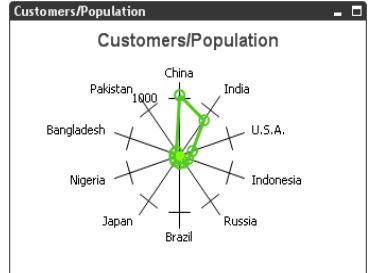 Customers/Population
Customers/Population
China
Pakistan
1000
India
Bangladesh
U.S.A.
Nigeria
Indonesia
Japan
Russia
Brazil